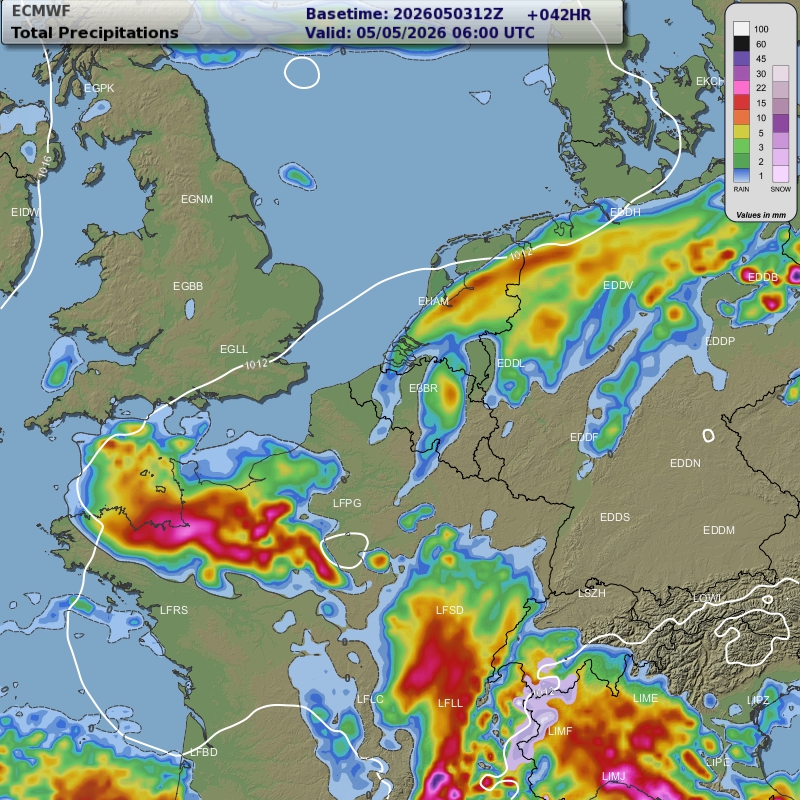 ECMWF
Total Precipitations
Basetime: 2026050312Z +042HR
Valid: 05/05/2026 06:00 UTC
100
60
45
30
22
15
10
5
3
2
1
RAIN SNOW
Values in mm
EGPK
EKCH
1016
EGNM
EIDW
EDDH
1012
EDDB
EGBB
EDDV
EHAM
EDDP
EGLL
1012
EDDL
EBBR
EDDF
EDDN
LFPG
EDDS
EDDM
LSZH
LOWI
LFRS
LFSD
LFLC
LFLL
LIME
LIPZ
LIMF
LFBD
LIPE
LIMJ